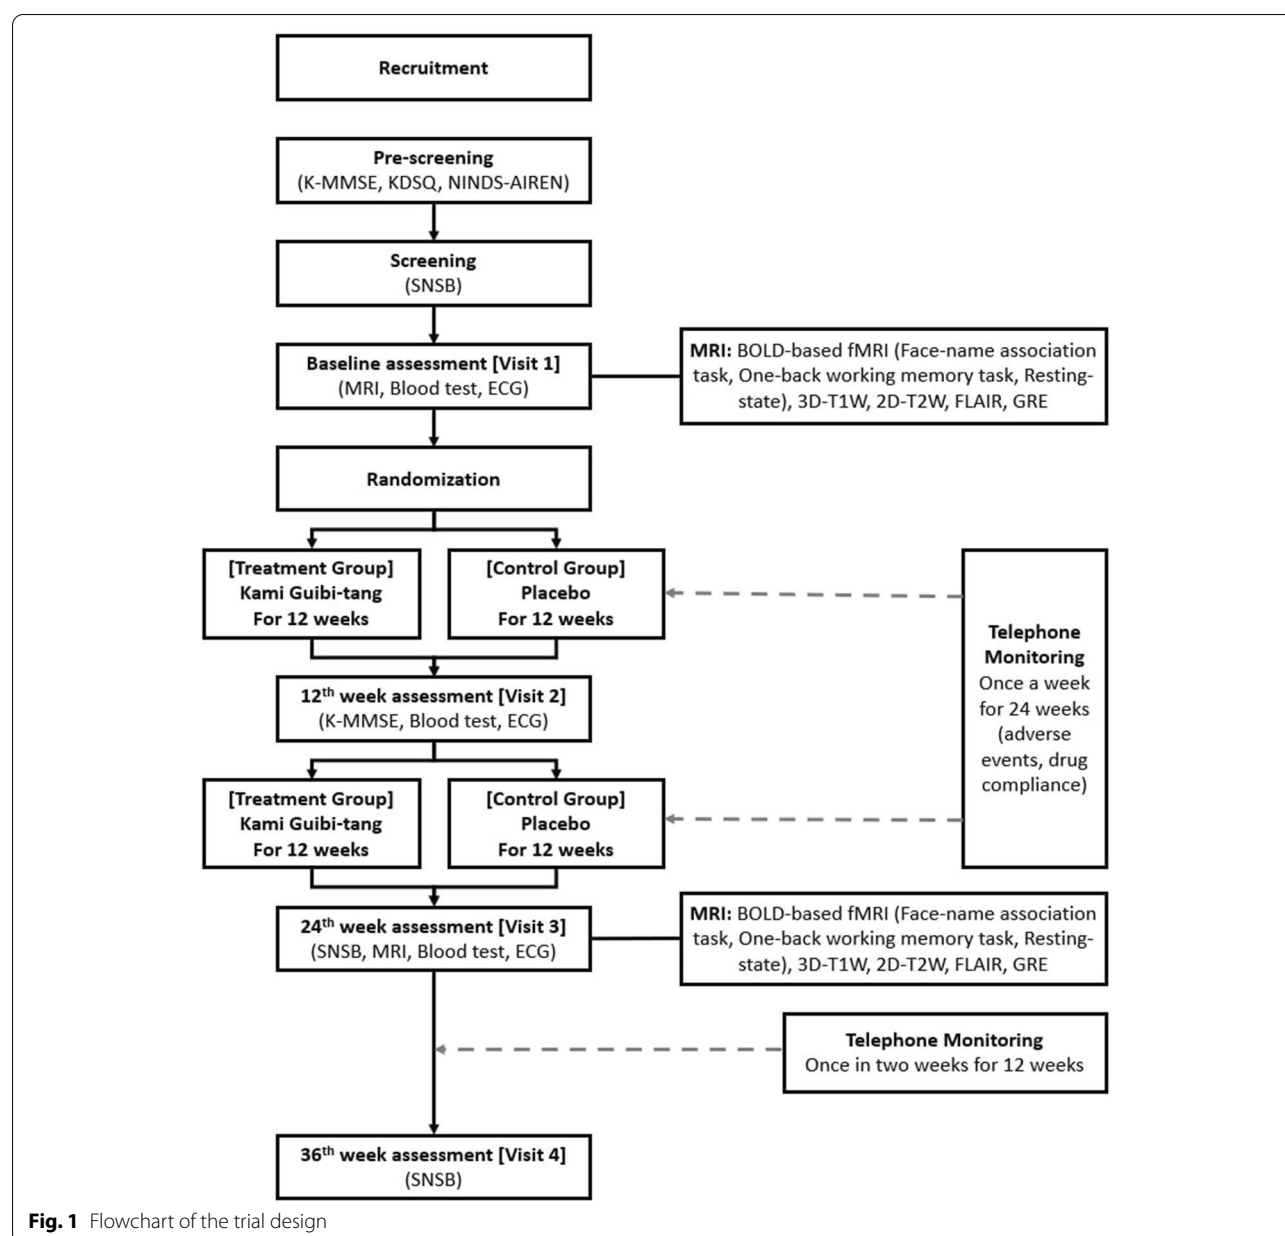 Recruitment
Pre-screening
(K-MMSE, KDSQ, NINDS-AIREN)
Screening
(SNSB)
Baseline assessment [Visit 1]
(MRI, Blood test, ECG)
MRI: BOLD-based fMRI (Face-name association
task, One-back working memory task, Resting-
state), 3D-T1W, 2D-T2W, FLAIR, GRE
Randomization
[Treatment Group]
Kami Guibi-tang
For 12 weeks
[Control Group]
Placebo
For 12 weeks
Telephone
Monitoring
Once a week
for 24 weeks
(adverse
events, drug
compliance)
12th week assessment [Visit 2]
(K-MMSE, Blood test, ECG)
[Treatment Group]
Kami Guibi-tang
For 12 weeks
[Control Group]
Placebo
For 12 weeks
24th week assessment [Visit 3]
(SNSB, MRI, Blood test, ECG)
MRI: BOLD-based fMRI (Face-name association
task, One-back working memory task, Resting-
state), 3D-T1W, 2D-T2W, FLAIR, GRE
Telephone Monitoring
Once in two weeks for 12 weeks
36th week assessment [Visit 4]
(SNSB)
Fig. 1 Flowchart of the trial design